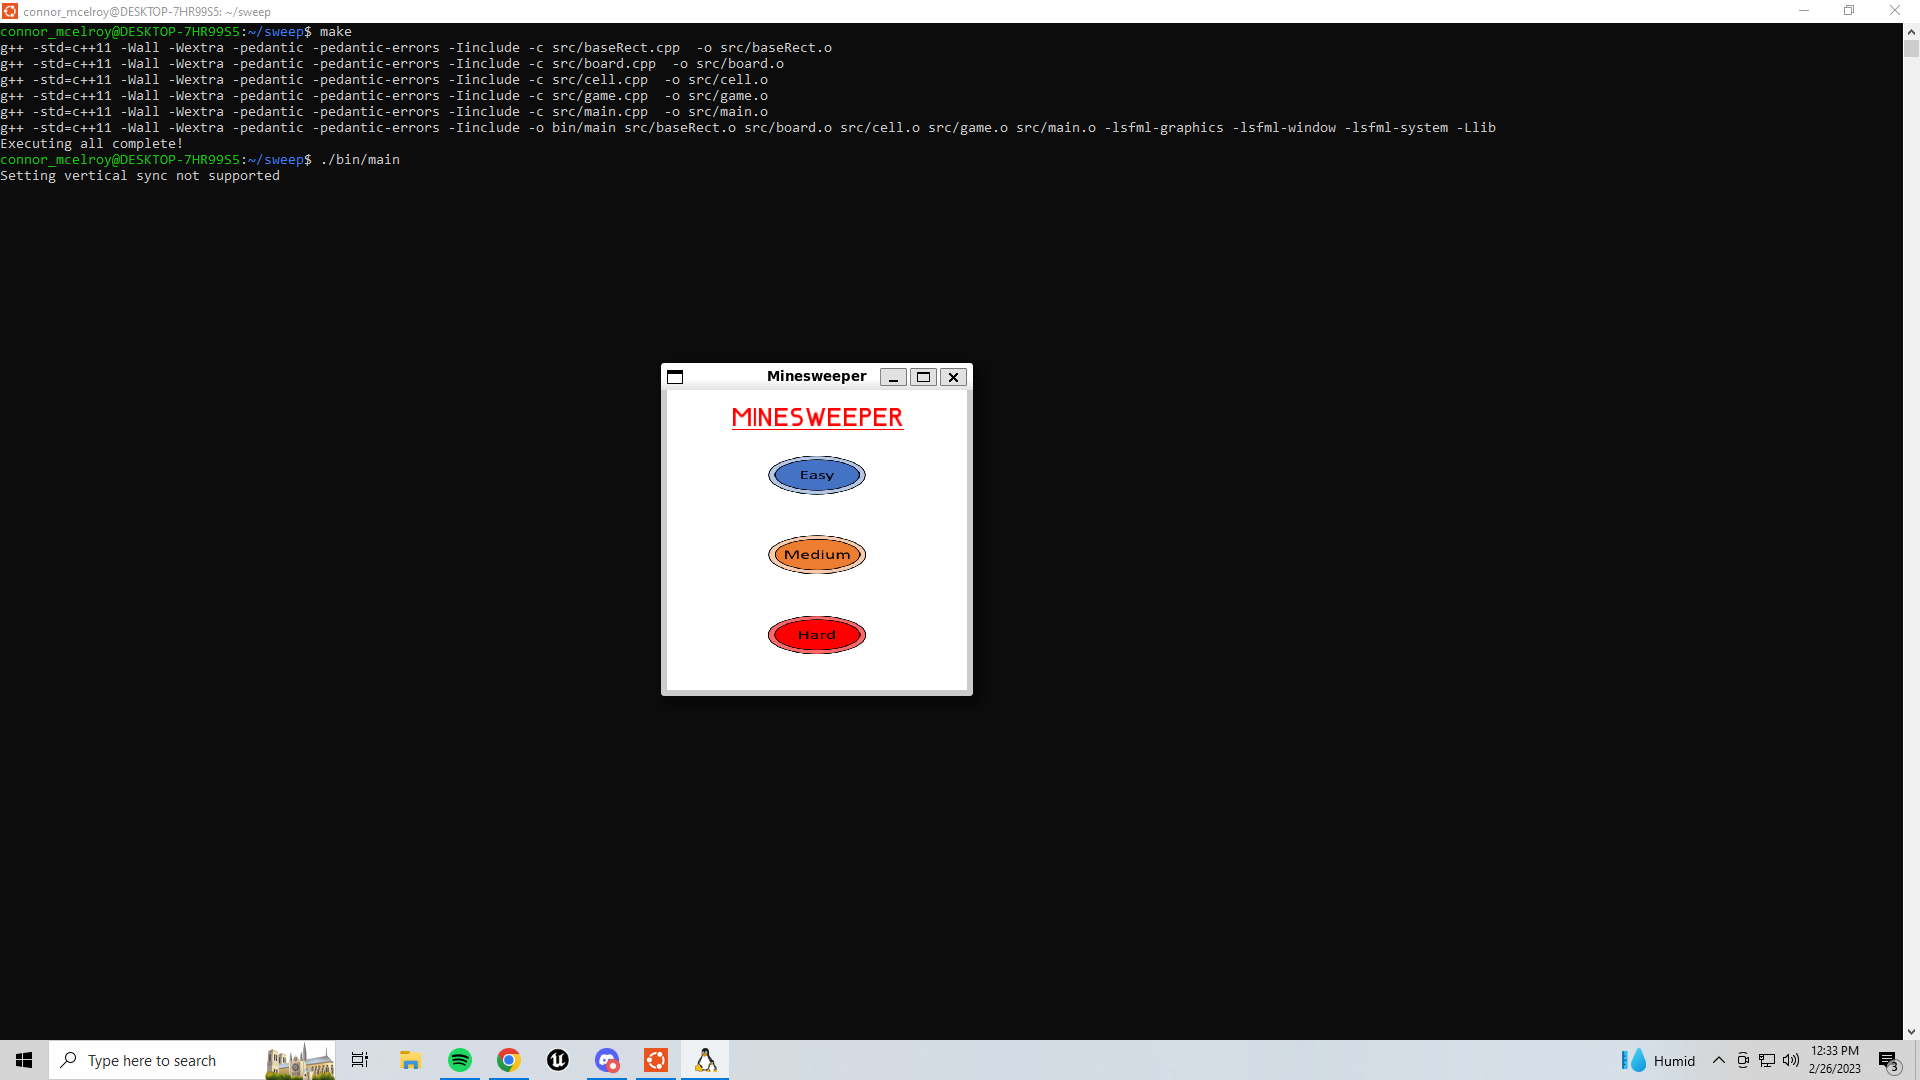 connor_mcelroy@DESKTOP-7HR99S5: ~/sweep
connor_mcelroy@DESKTOP-7HR99S5:~/sweep$ make
g++ -std=c++11 -Wall -Wextra -pedantic -pedantic-errors -Iinclude -c src/baseRect.cpp  -o src/baseRect.o
g++ -std=c++11 -Wall -Wextra -pedantic -pedantic-errors -Iinclude -c src/board.cpp  -o src/board.o
g++ -std=c++11 -Wall -Wextra -pedantic -pedantic-errors -Iinclude -c src/cell.cpp  -o src/cell.o
g++ -std=c++11 -Wall -Wextra -pedantic -pedantic-errors -Iinclude -c src/game.cpp  -o src/game.o
g++ -std=c++11 -Wall -Wextra -pedantic -pedantic-errors -Iinclude -c src/main.cpp  -o src/main.o
g++ -std=c++11 -Wall -Wextra -pedantic -pedantic-errors -Iinclude -o bin/main src/baseRect.o src/board.o src/cell.o src/game.o src/main.o -lsfml-graphics -lsfml-window -lsfml-system -Llib
Executing all complete!
connor_mcelroy@DESKTOP-7HR99S5:~/sweep$ ./bin/main
Setting vertical sync not supported
Minesweeper
MINESWEEPER
Easy
Medium
Hard
Type here to search
Humid
12:33 PM
2/26/2023
3